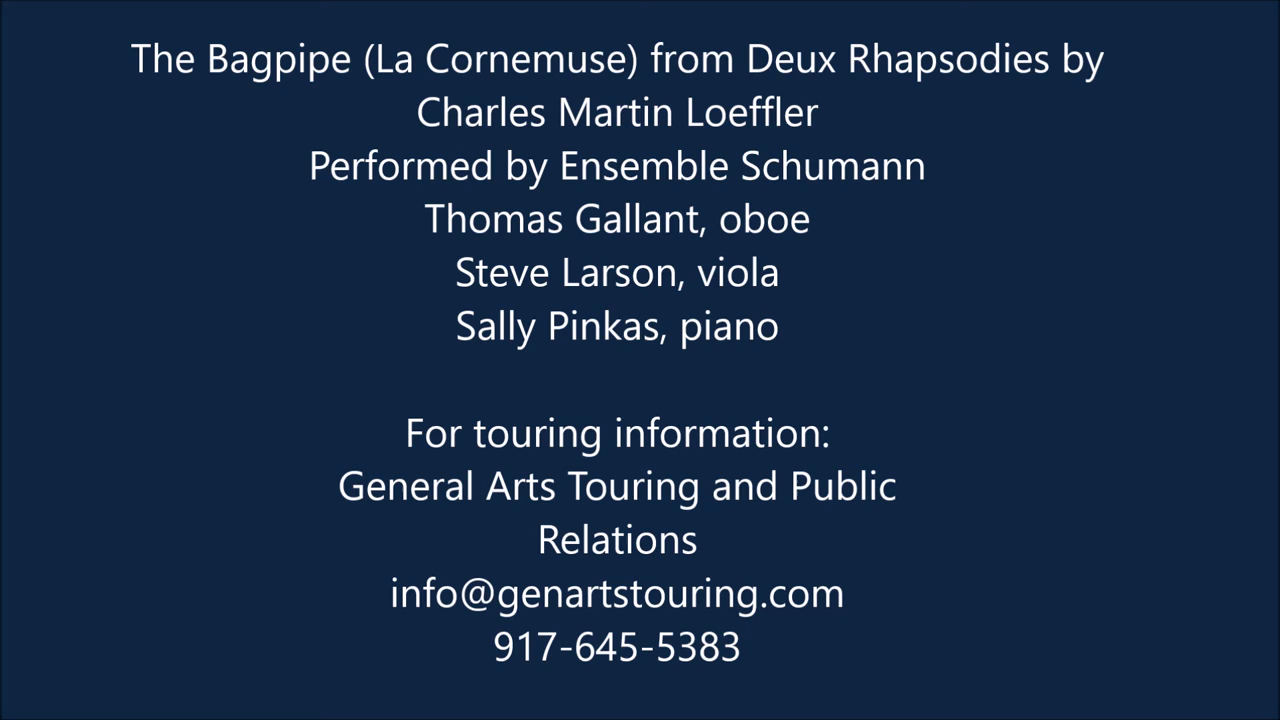 The Bagpipe (La Cornemuse) from Deux Rhapsodies by
Charles Martin Loeffler
Performed by Ensemble Schumann
Thomas Gallant, oboe
Steve Larson, viola
Sally Pinkas, piano
For touring information:
General Arts Touring and Public
Relations
info@genartstouring.com
917-645-5383